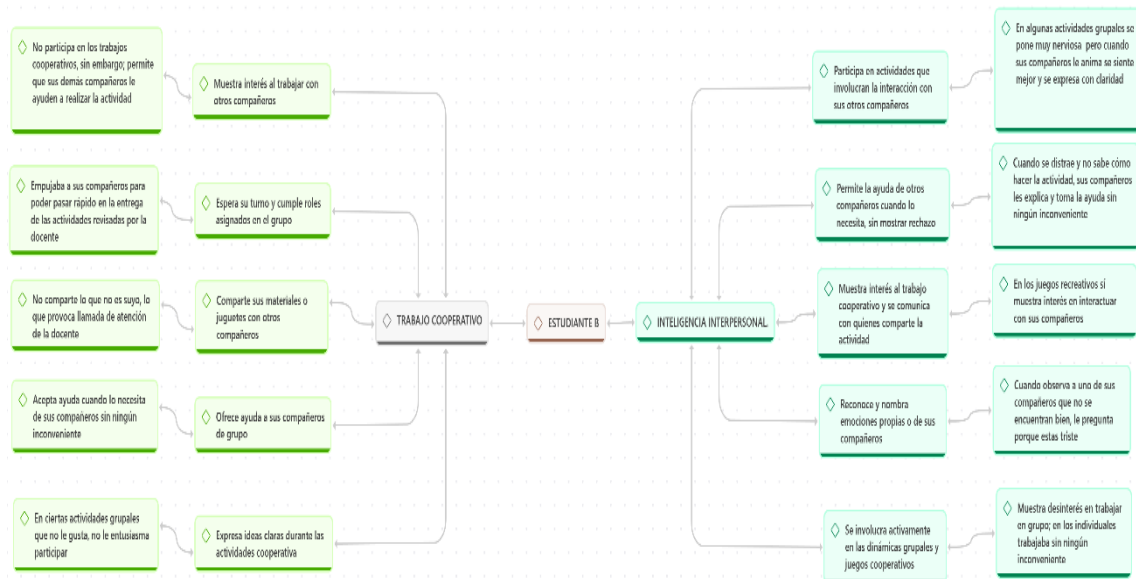 No participa en los trabajos
cooperativos, sin embargo; permite
que sus demás compañeros le
ayuden a realizar la actividad
Muestra interés al trabajar con
otros compañeros
Empujaba a sus compañeros para
poder pasar rápido en la entrega
de las actividades revisadas por la
docente
Espera su turno y cumple roles
asignados en el grupo
No comparte lo que no es suyo, lo
que provoca llamada de atención
de la docente
Comparte sus materiales o
juguetes con otros
compañeros
Acepta ayuda cuando lo necesita
de sus compañeros sin ningún
inconveniente
Ofrece ayuda a sus compañeros
de grupo
En ciertas actividades grupales
que no le gusta, no le entusiasma
participar
Expresa ideas claras durante las
actividades cooperativa
TRABAJO COOPERATIVO
ESTUDIANTE B
INTELIGENCIA INTERPERSONAL.
Participa en actividades que
involucran la interacción con
sus otros compañeros
En algunas actividades grupales se
pone muy nerviosa pero cuando
sus compañeros le anima se siente
mejor y se expresa con claridad
Permite la ayuda de otros
compañeros cuando lo
necesita, sin mostrar rechazo
Cuando se distrae y no sabe cómo
hacer la actividad, sus compañeros
les explica y toma la ayuda sin
ningún inconveniente
Muestra interés al trabajo
cooperativo y se comunica
con quienes comparte la
actividad
En los juegos recreativos sí
muestra interés en interactuar
con sus compañeros
Reconoce y nombra
emociones propias o de sus
compañeros
Cuando observa a uno de sus
compañeros que no se
encuentran bien, le pregunta
porque estas triste
Se involucra activamente
en las dinámicas grupales y
juegos cooperativos
Muestra desinterés en trabajar
en grupo; en los individuales
trabajaba sin ningún
inconveniente